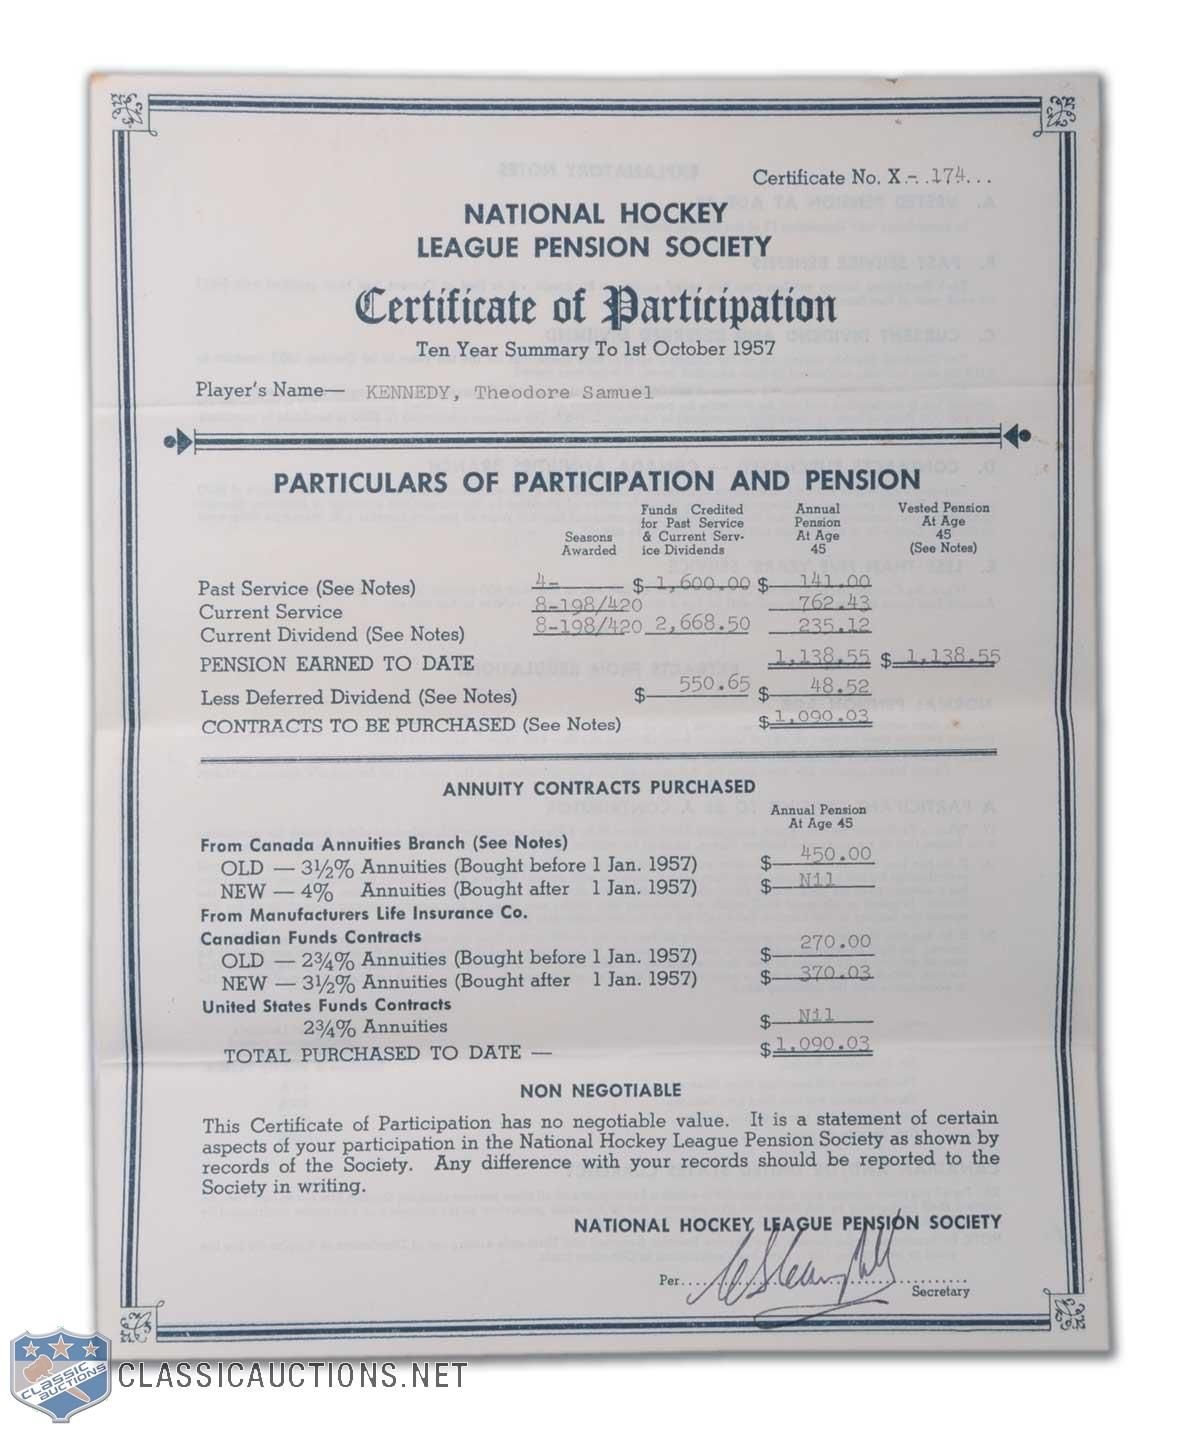 Certificate No. X.-..174...
NATIONAL HOCKEY
LEAGUE PENSION SOCIETY
Certificate of Participation
Ten Year Summary To 1st October 1957
Player's Name— KENNEDY, Theodore Samuel
PARTICULARS OF PARTICIPATION AND PENSION
Seasons Awarded
Funds Credited for Past Service & Current Serv-ice Dividends
Annual Pension At Age 45
Vested Pension At Age 45 (See Notes)
Past Service (See Notes) 4- $ 1,600.00 $ 141.00
Current Service 8-198/420 762.43
Current Dividend (See Notes) 8-198/420 2,668.50 235.12
PENSION EARNED TO DATE 1,138.55 $ 1,138.55
Less Deferred Dividend (See Notes) $ 550.65 $ 48.52
CONTRACTS TO BE PURCHASED (See Notes) $ 1,090.03
ANNUITY CONTRACTS PURCHASED
Annual Pension
At Age 45
From Canada Annuities Branch (See Notes)
OLD — 3½% Annuities (Bought before 1 Jan. 1957) $ 450.00
NEW — 4% Annuities (Bought after 1 Jan. 1957) $ Nil
From Manufacturers Life Insurance Co.
Canadian Funds Contracts
OLD — 2¾% Annuities (Bought before 1 Jan. 1957) $ 270.00
NEW — 3½% Annuities (Bought after 1 Jan. 1957) $ 370.03
United States Funds Contracts
2¾% Annuities $ Nil
TOTAL PURCHASED TO DATE — $ 1,090.03
NON NEGOTIABLE
This Certificate of Participation has no negotiable value. It is a statement of certain
aspects of your participation in the National Hockey League Pension Society as shown by
records of the Society. Any difference with your records should be reported to the
Society in writing.
NATIONAL HOCKEY LEAGUE PENSION SOCIETY
Per
Secretary
CLASSIC AUCTIONS
CLASSICAUCTIONS.NET